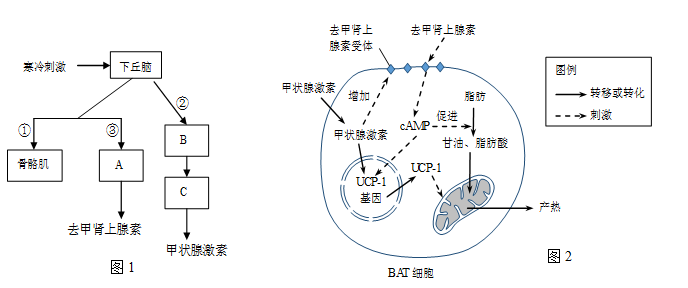 寒冷刺激
下丘脑
①
③
②
骨骼肌
A
B
C
去甲肾上腺素
甲状腺激素
图1
去甲肾上
腺素受体
去甲肾上腺素
甲状腺激素
增加
甲状腺激素
cAMP
促进
脂肪
甘油、脂肪酸
UCP-1
基因
UCP-1
产热
BAT细胞
图2
图例
转移或转化
刺激